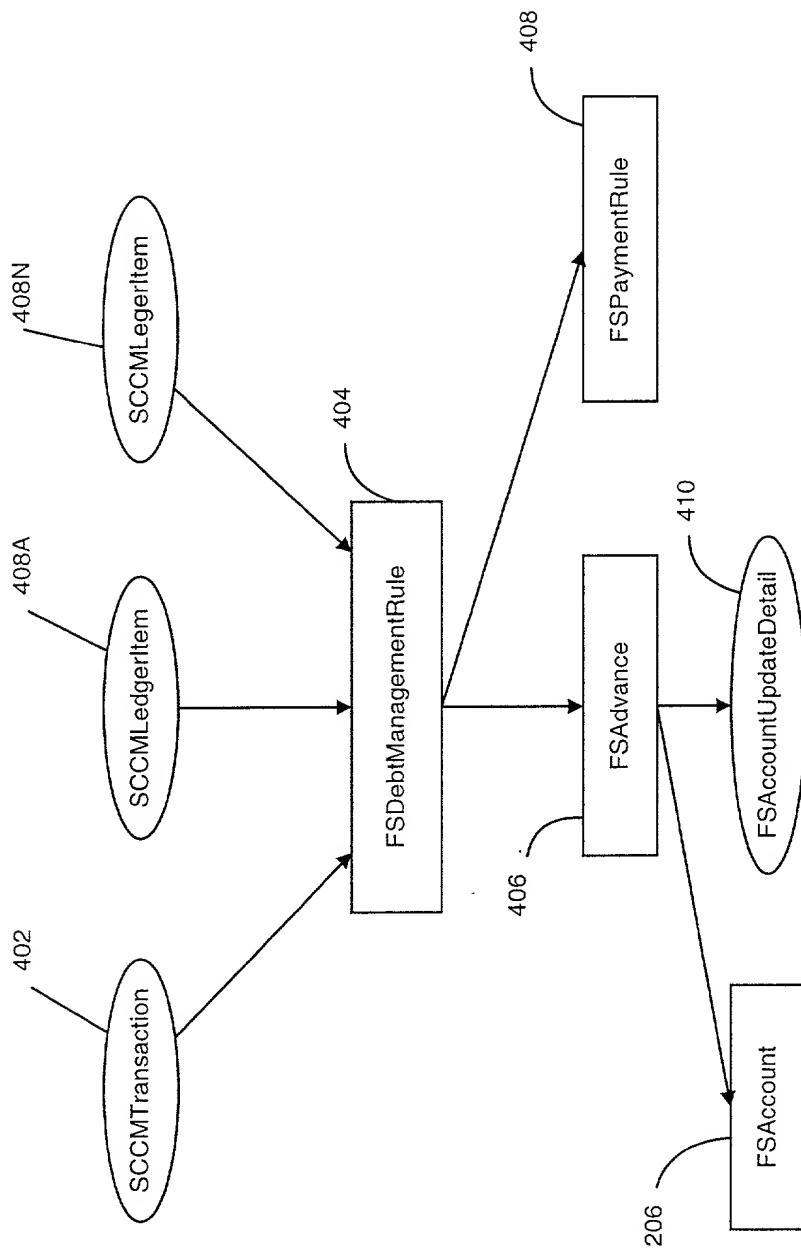 402
408A
408N
SCCMTransaction
SCCMLedgerItem
SCCMLegerItem
404
FSDebtManagementRule
408
406
FSAdvance
FSPaymentRule
206
410
FSAccount
FSAccountUpdateDetail